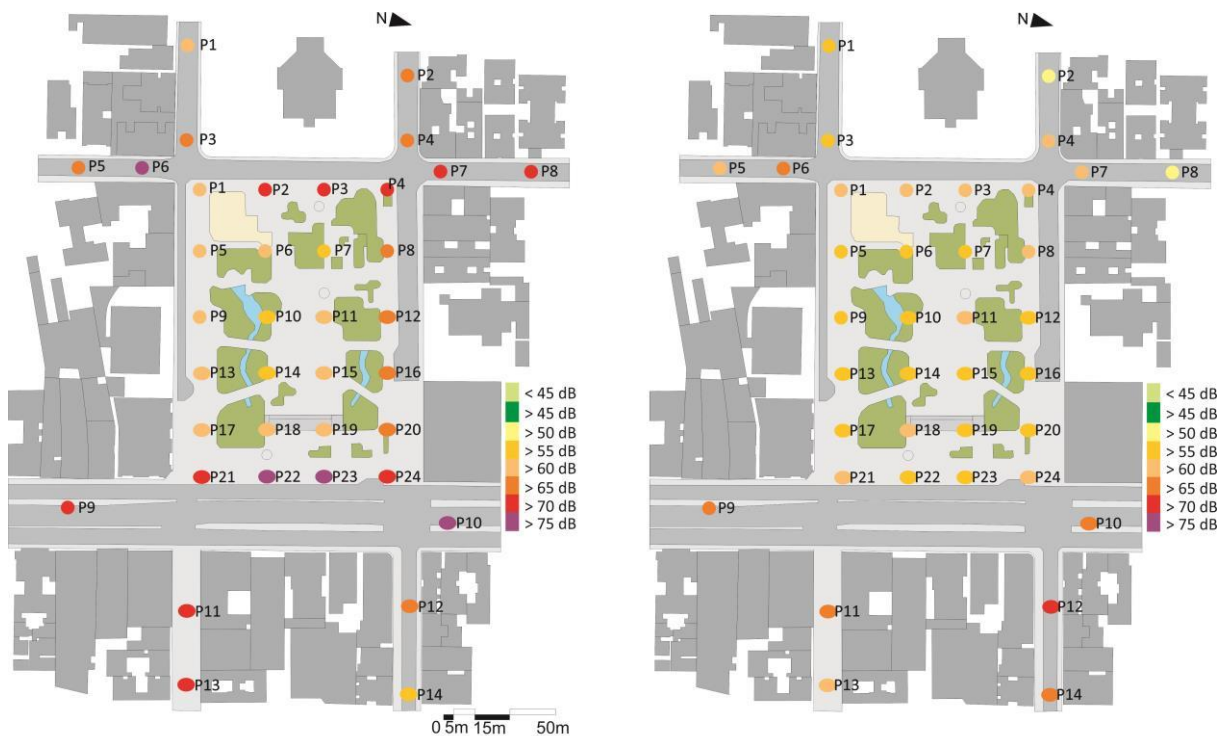 N
P1
P2
P3
P4
P5
P6
P7
P8
P1
P2
P3
P4
P5
P6
P7
P8
P9
P10
P11
P12
P13
P14
P15
P16
P17
P18
P19
P20
P21
P22
P23
P24
P9
P10
P11
P12
P13
P14
< 45 dB
> 45 dB
> 50 dB
> 55 dB
> 60 dB
> 65 dB
> 70 dB
> 75 dB
0 5m 15m 50m
N
P1
P2
P3
P4
P5
P6
P7
P8
P1
P2
P3
P4
P5
P6
P7
P8
P9
P10
P11
P12
P13
P14
P15
P16
P17
P18
P19
P20
P21
P22
P23
P24
P9
P10
P11
P12
P13
P14
< 45 dB
> 45 dB
> 50 dB
> 55 dB
> 60 dB
> 65 dB
> 70 dB
> 75 dB